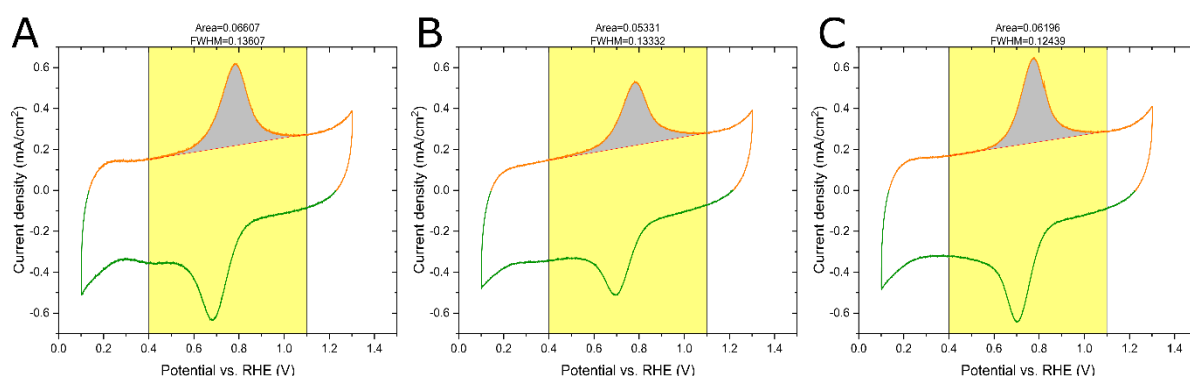 A
Area=0.06607
FWHM=0.13607
Current density (mA/cm²)
0.6
0.4
0.2
0.0
-0.2
-0.4
-0.6
0.0 0.2 0.4 0.6 0.8 1.0 1.2 1.4
Potential vs. RHE (V)
B
Area=0.05331
FWHM=0.13332
Current density (mA/cm²)
0.6
0.4
0.2
0.0
-0.2
-0.4
-0.6
0.0 0.2 0.4 0.6 0.8 1.0 1.2 1.4
Potential vs. RHE (V)
C
Area=0.06196
FWHM=0.12439
Current density (mA/cm²)
0.6
0.4
0.2
0.0
-0.2
-0.4
-0.6
0.0 0.2 0.4 0.6 0.8 1.0 1.2 1.4
Potential vs. RHE (V)